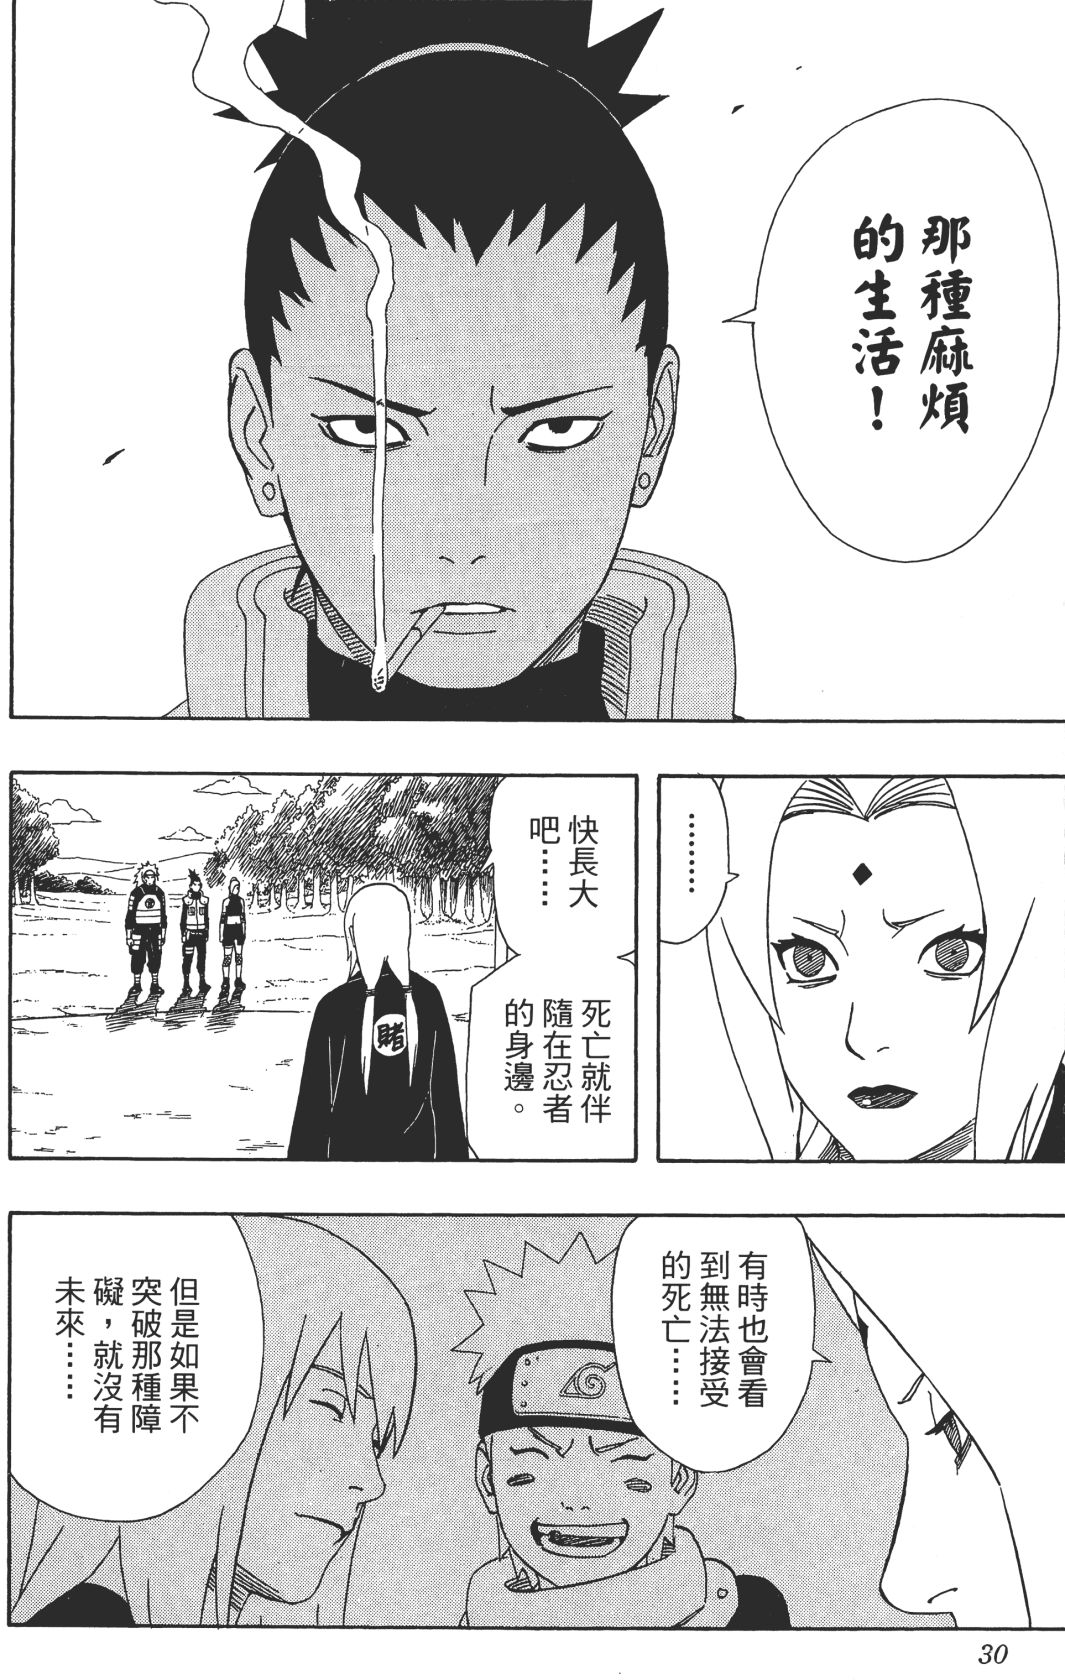 那種麻煩
的生活！
………
快長大
吧……
死亡就伴
隨在忍者
的身邊。
賭
有時也會看
到無法接受
的死亡……
但是如果不
突破那種障
礙，就沒有
未來……
30